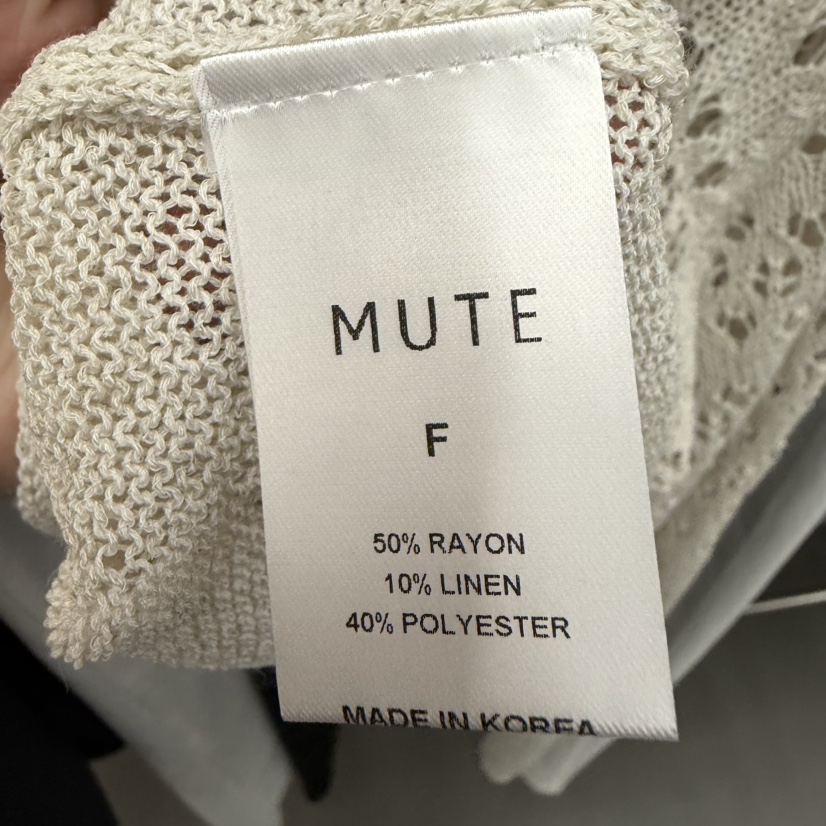 MUTE
F
50% RAYON
10% LINEN
40% POLYESTER
MADE IN KOREA